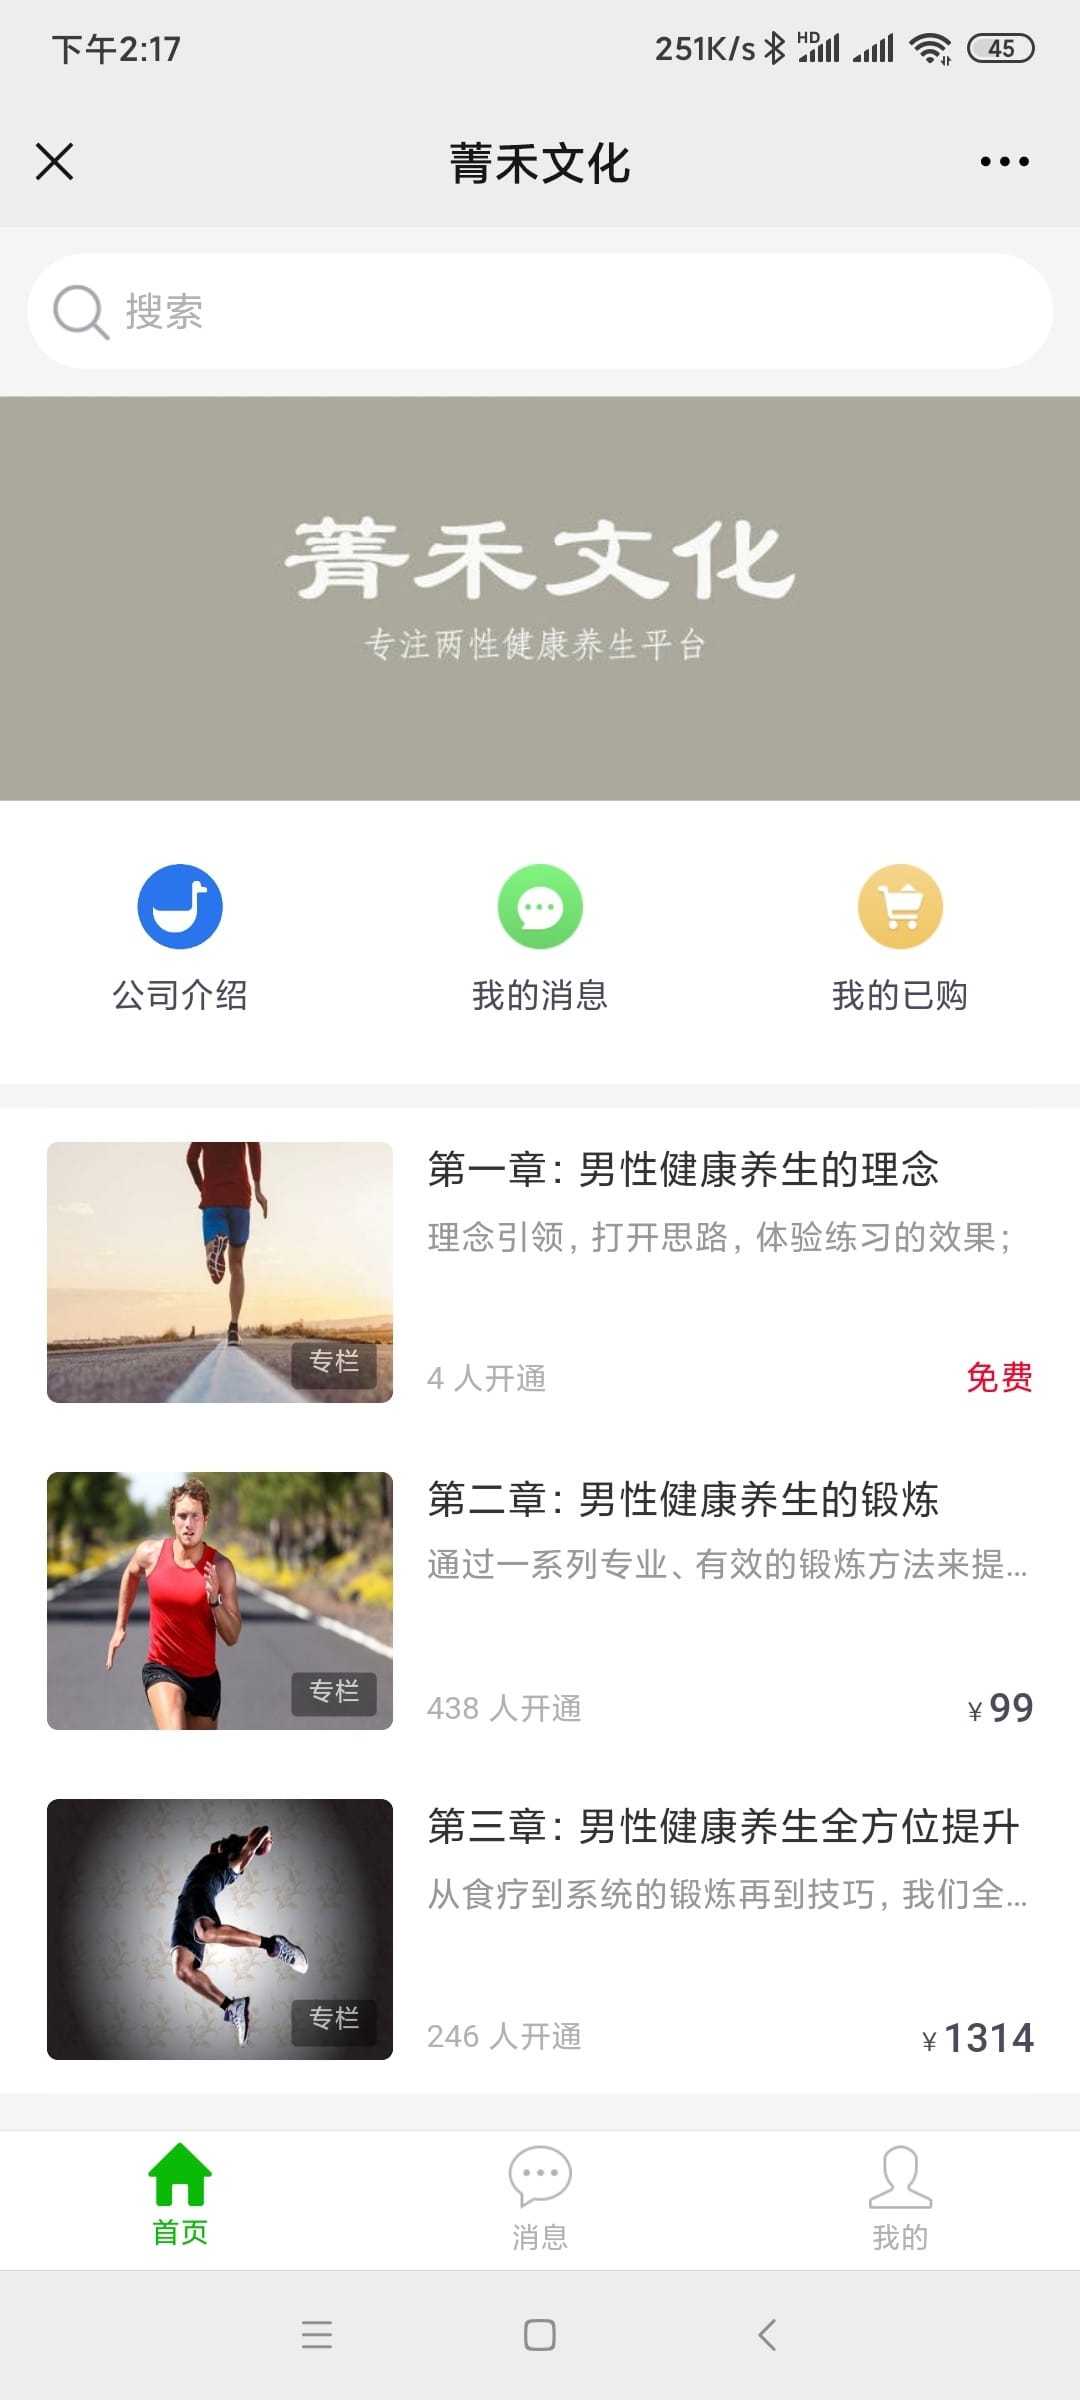 下午2:17
251K/s HD 45
菁禾文化
搜索
菁禾文化
专注两性健康养生平台
公司介绍
我的消息
我的已购
第一章：男性健康养生的理念
理念引领，打开思路，体验练习的效果；
专栏
4 人开通
免费
第二章：男性健康养生的锻炼
通过一系列专业、有效的锻炼方法来提...
专栏
438 人开通
¥99
第三章：男性健康养生全方位提升
从食疗到系统的锻炼再到技巧，我们全...
专栏
246 人开通
¥1314
首页
消息
我的